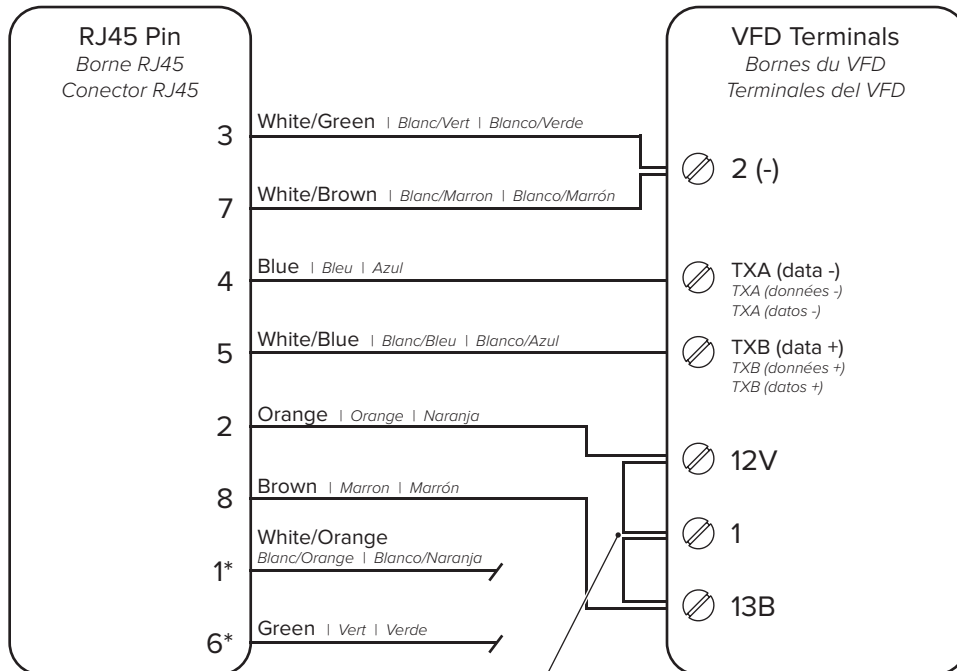 RJ45 Pin
Borne RJ45
Conector RJ45
VFD Terminals
Bornes du VFD
Terminales del VFD
3
White/Green | Blanc/Vert | Blanco/Verde
7
White/Brown | Blanc/Marron | Blanco/Marrón
2 (-)
4
Blue | Bleu | Azul
TXA (data -)
TXA (données -)
TXA (datos -)
5
White/Blue | Blanc/Bleu | Blanco/Azul
TXB (data +)
TXB (données +)
TXB (datos +)
2
Orange | Orange | Naranja
12V
8
Brown | Marron | Marrón
1
1*
White/Orange
Blanc/Orange | Blanco/Naranja
13B
6*
Green | Vert | Verde